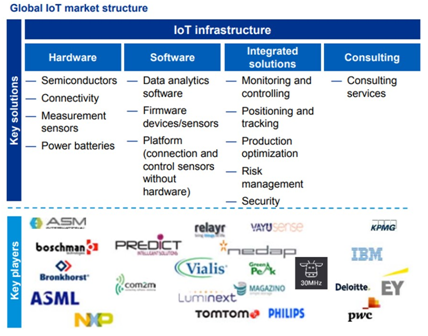 Global IoT market structure
IoT infrastructure
Key solutions
Hardware
— Semiconductors
— Connectivity
— Measurement
sensors
— Power batteries
Software
— Data analytics
software
— Firmware
devices/sensors
— Platform
(connection and
control sensors
without
hardware)
Integrated
solutions
— Monitoring and
controlling
— Positioning and
tracking
— Production
optimization
— Risk
management
— Security
Consulting
— Consulting
services
Key players
ASM
boschman
Bronkhorst
ASML
NXP
PREDICT
com2m
relayr
Vialis
Luminext
TOMTOM
VAYUsense
nedap
Green
Peak
MAGAZINO
PHILIPS
30MHz
KPMG
IBM
Deloitte.
EY
pwc